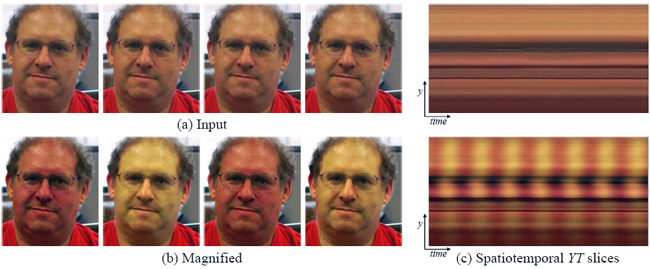 (a) Input
y
time
(b) Magnified
y
time
(c) Spatiotemporal YT slices